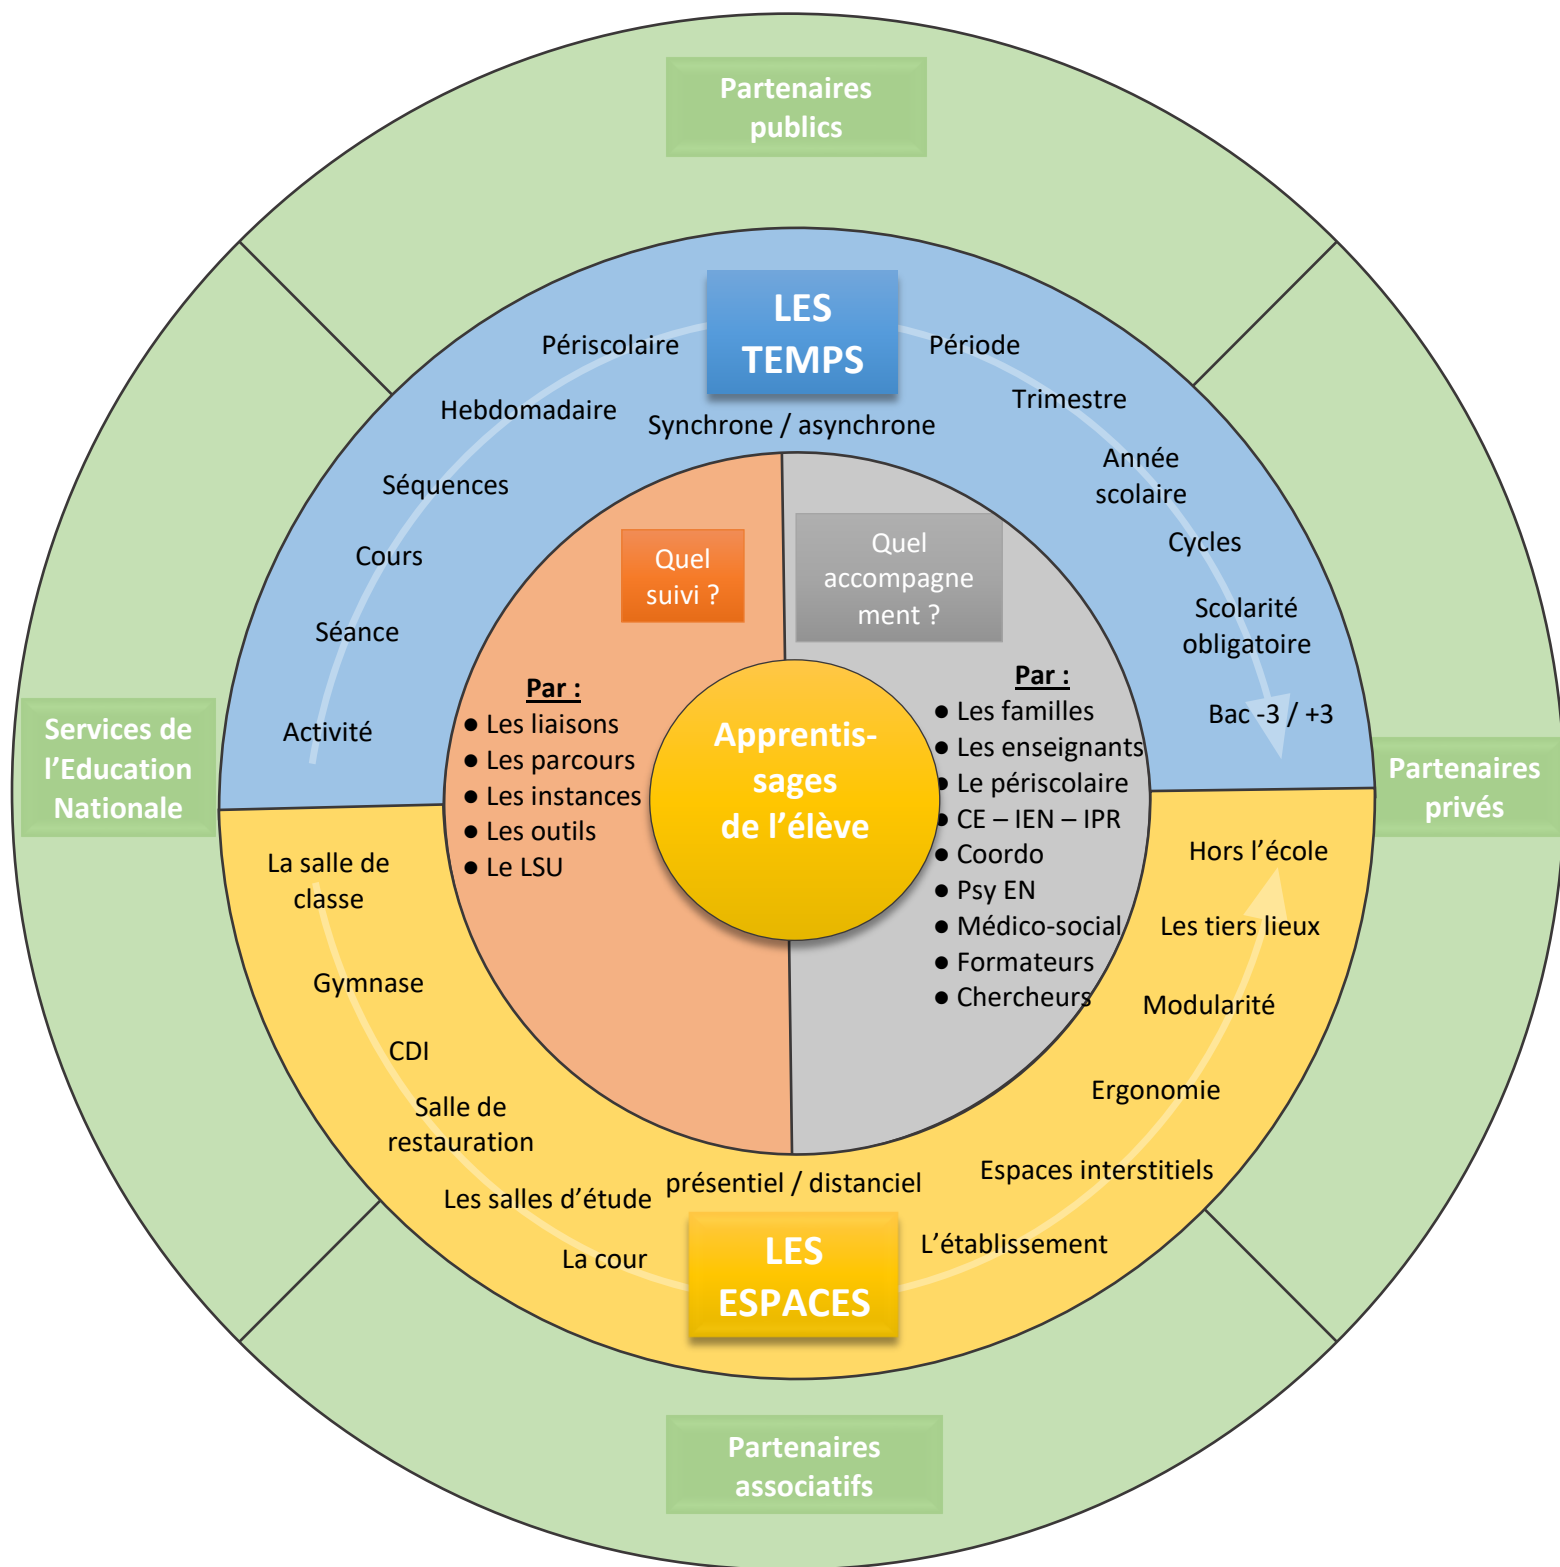 Partenaires
publics
LES
TEMPS
Synchrone / asynchrone
Activité
Séance
Cours
Séquences
Hebdomadaire
Périscolaire
Période
Trimestre
Année
scolaire
Cycles
Scolarité
obligatoire
Bac -3 / +3
Quel
suivi ?
Par :
● Les liaisons
● Les parcours
● Les instances
● Les outils
● Le LSU
Quel
accompagne
ment ?
Par :
● Les familles
● Les enseignants
● Le périscolaire
● CE – IEN – IPR
● Coordo
● Psy EN
● Médico-social
● Formateurs
● Chercheurs
Apprentis-
sages
de l’élève
Services de
l’Education
Nationale
Partenaires
privés
La salle de
classe
Gymnase
CDI
Salle de
restauration
Les salles d’étude
La cour
présentiel / distanciel
LES
ESPACES
L’établissement
Espaces interstitiels
Ergonomie
Modularité
Les tiers lieux
Hors l’école
Partenaires
associatifs